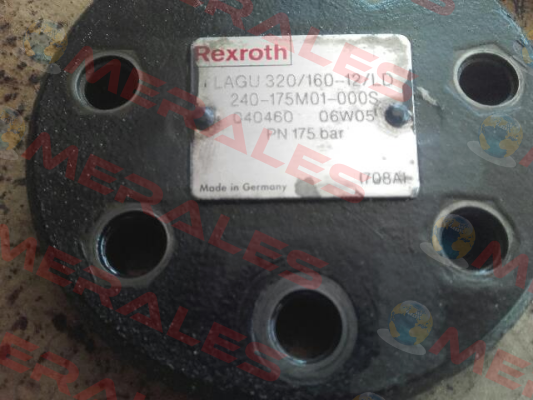 Rexroth
LAGU 320/160-12/LD
240-175M01-000S
040460 06W05
PN 175 bar
Made in Germany
MERALES
MERALES
MERALES
MERALES